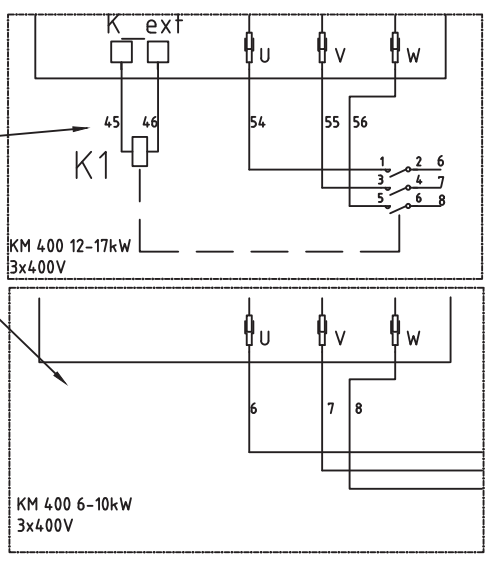 K_ext
U V W
45 46 54 55 56
K1
1 2 6
3 4 7
5 6 8
KM 400 12-17kW
3x400V
U V W
6 7 8
KM 400 6-10kW
3x400V